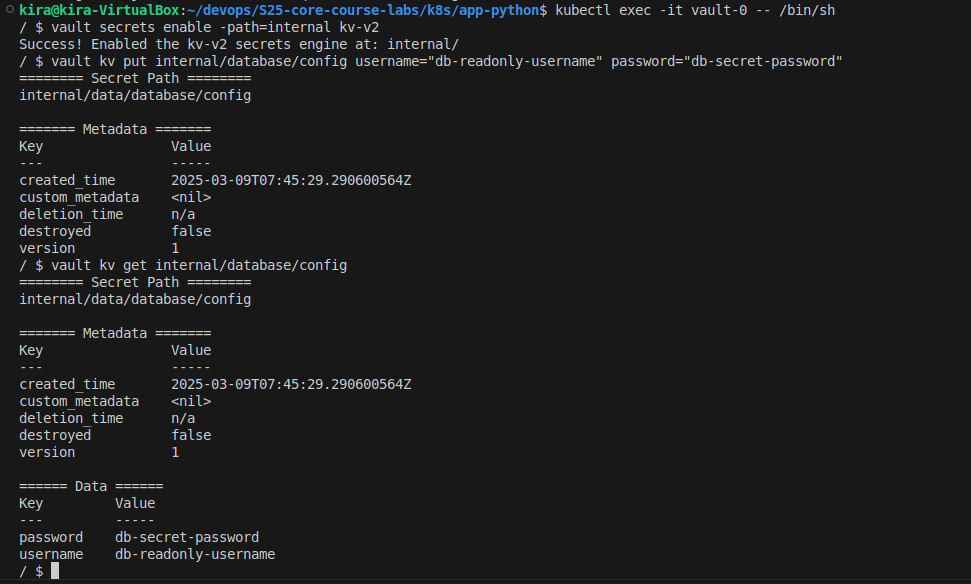 kira@kira-VirtualBox:~/devops/S25-core-course-labs/k8s/app-python$ kubectl exec -it vault-0 -- /bin/sh
/ $ vault secrets enable -path=internal kv-v2
Success! Enabled the kv-v2 secrets engine at: internal/
/ $ vault kv put internal/database/config username="db-readonly-username" password="db-secret-password"
======== Secret Path ========
internal/data/database/config

======= Metadata =======
Key                Value
---                -----
created_time       2025-03-09T07:45:29.290600564Z
custom_metadata    <nil>
deletion_time      n/a
destroyed          false
version            1
/ $ vault kv get internal/database/config
======== Secret Path ========
internal/data/database/config

======= Metadata =======
Key                Value
---                -----
created_time       2025-03-09T07:45:29.290600564Z
custom_metadata    <nil>
deletion_time      n/a
destroyed          false
version            1

====== Data ======
Key         Value
---         -----
password    db-secret-password
username    db-readonly-username
/ $